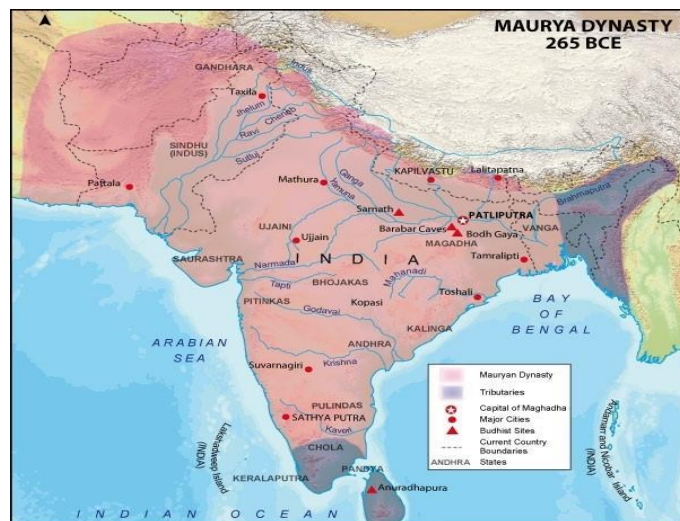 MAURYA DYNASTY
265 BCE
GANDHARA
Taxila
Indus
Jhelum
Chenab
Ravi
Sutluj
SINDHU
(INDUS)
Pattala
Mathura
Ganga
Yamuna
KAPILVASTU
Lalitapatna
Brahmaputra
Sarnath
PATLIPUTRA
Barabar Caves
Bodh Gaya
MAGADHA
VANGA
UJAINI
Ujjain
Tamralipti
SAURASHTRA
Narmada
INDIA
Tapti
BHOJAKAS
Mahanadi
PITINKAS
Kopasi
Toshali
Godavai
KALINGA
BAY
OF
BENGAL
ARABIAN
SEA
ANDHRA
Suvarnagiri
Krishna
PULINDAS
SATHYA PUTRA
Kaveri
CHOLA
KERALAPUTRA
PANDYA
Anuradhapura
Lakshadweep Island
(INDIA)
Andaman and Nicobar Island
(INDIA)
INDIAN OCEAN
Mauryan Dynasty
Tributaries
Capital of Maghadha
Major Cities
Budhist Sites
Current Country
Boundaries
ANDHRA States